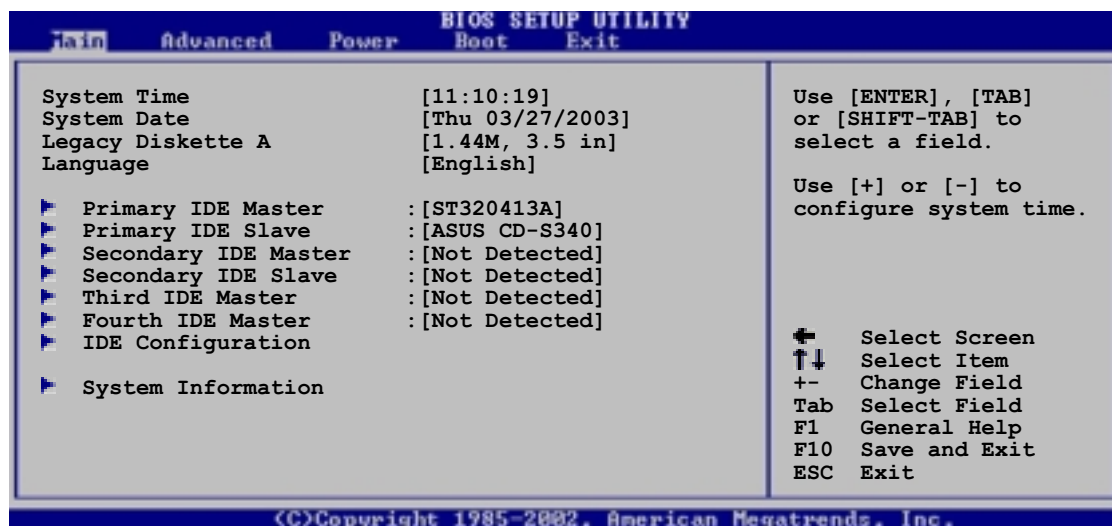 BIOS SETUP UTILITY
Main Advanced Power Boot Exit
System Time [11:10:19]
System Date [Thu 03/27/2003]
Legacy Diskette A [1.44M, 3.5 in]
Language [English]
Primary IDE Master :[ST320413A]
Primary IDE Slave :[ASUS CD-S340]
Secondary IDE Master :[Not Detected]
Secondary IDE Slave :[Not Detected]
Third IDE Master :[Not Detected]
Fourth IDE Master :[Not Detected]
IDE Configuration
System Information
Use [ENTER], [TAB]
or [SHIFT-TAB] to
select a field.
Use [+] or [-] to
configure system time.
← Select Screen
↑↓ Select Item
+- Change Field
Tab Select Field
F1 General Help
F10 Save and Exit
ESC Exit
(C)Copyright 1985-2002, American Megatrends, Inc.